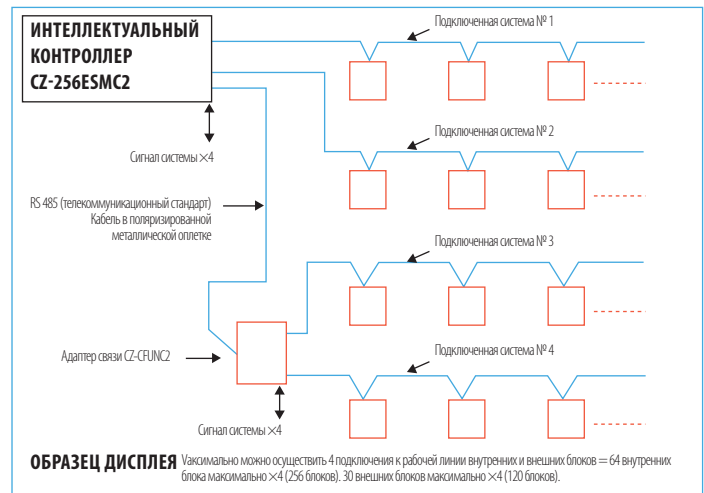 ИНТЕЛЛЕКТУАЛЬНЫЙ
КОНТРОЛЛЕР
CZ-256ESMC2
Подключенная система № 1
Сигнал системы ×4
Подключенная система № 2
RS 485 (телекоммуникационный стандарт)
Кабель в поляризированной
металлической оплетке
Подключенная система № 3
Адаптер связи CZ-CFUNC2
Подключенная система № 4
Сигнал системы ×4
ОБРАЗЕЦ ДИСПЛЕЯ Vаксимально можно осуществить 4 подключения к рабочей линии внутренних и внешних блоков = 64 внутренних
блока максимально ×4 (256 блоков). 30 внешних блоков максимально ×4 (120 блоков).